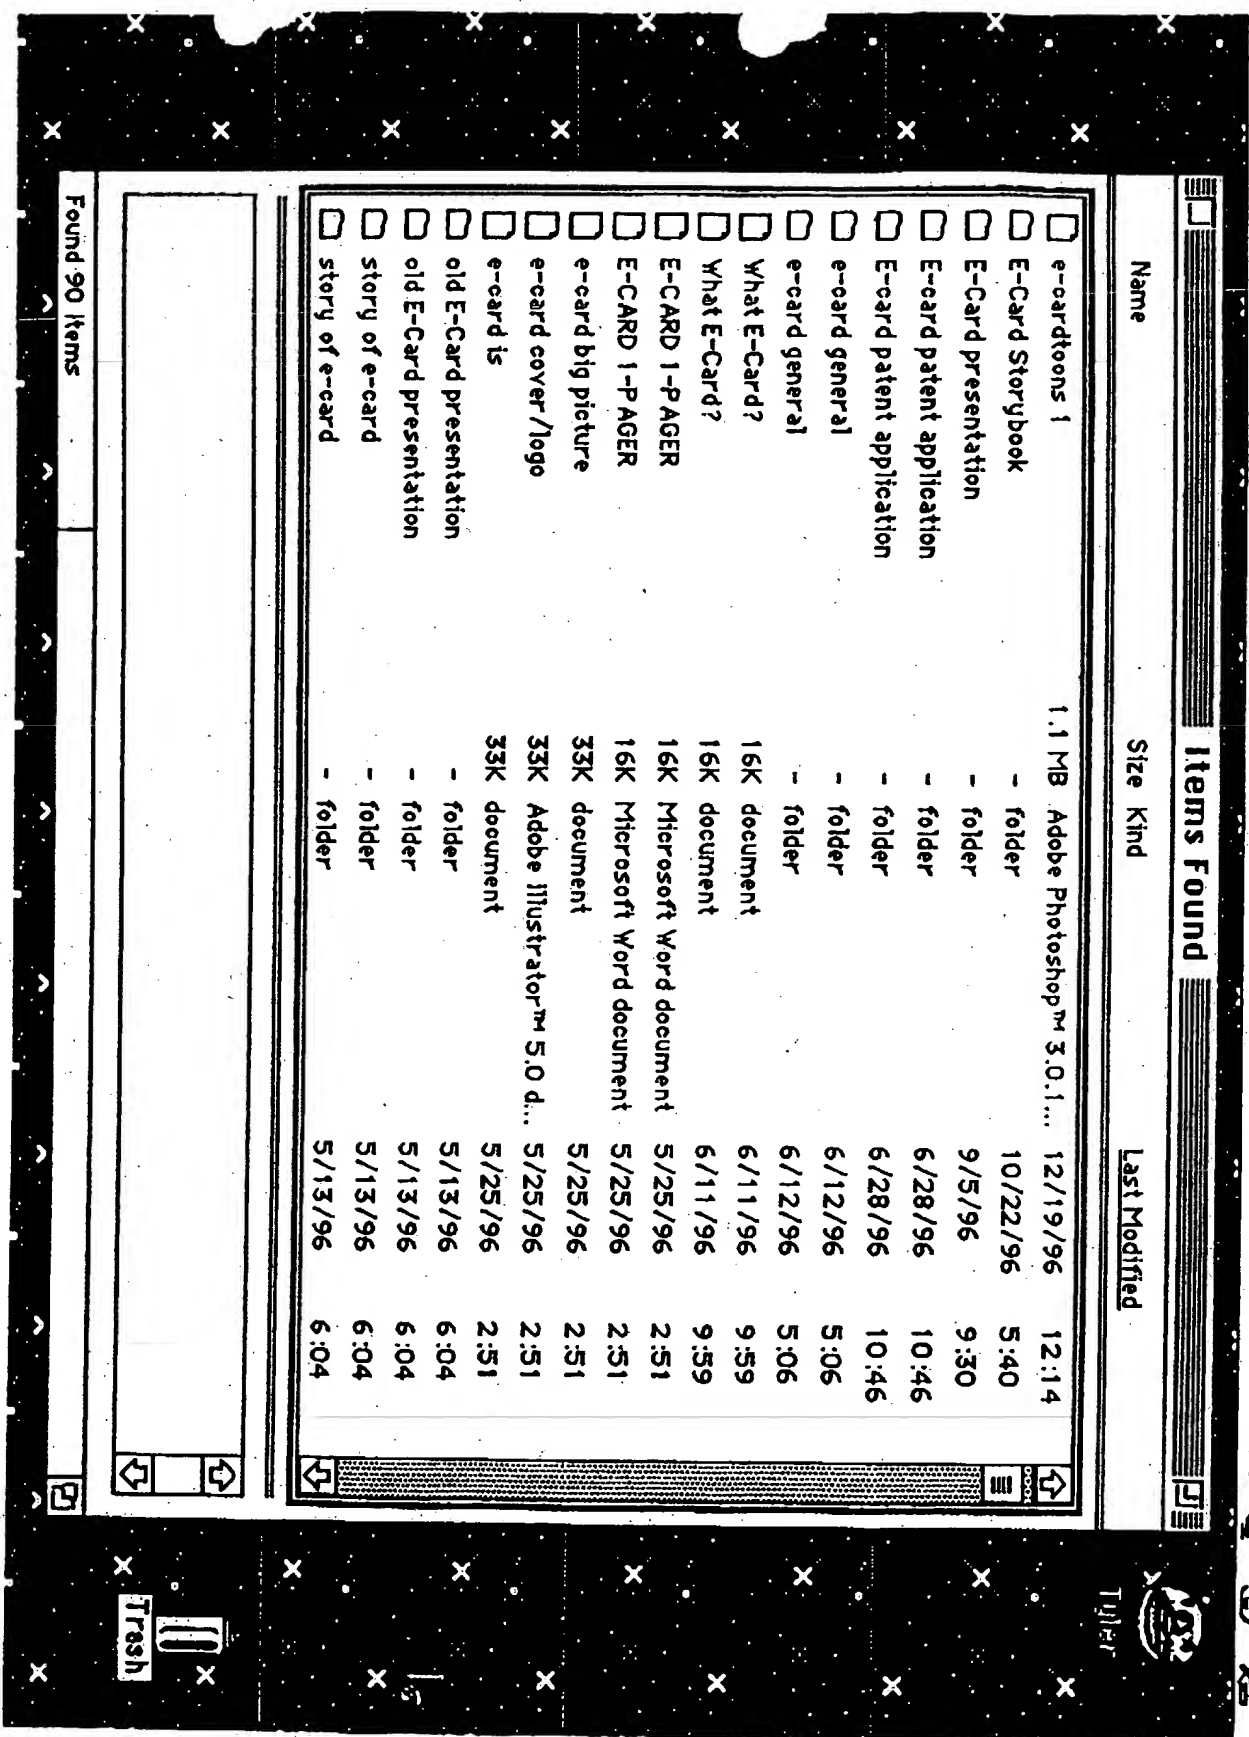 Items Found
Name Size Kind Last Modified
e-cardtoons 1 1.1 MB Adobe Photoshop™ 3.0.1... 12/19/96 12:14
E-Card Storybook - folder 10/22/96 5:40
E-Card presentation - folder 9/5/96 9:30
E-card patent application - folder 6/28/96 10:46
E-card patent application - folder 6/28/96 10:46
e-card general - folder 6/12/96 5:06
e-card general - folder 6/12/96 5:06
What E-Card? 16K document 6/11/96 9:59
What E-Card? 16K document 6/11/96 9:59
E-CARD 1-PAGER 16K Microsoft Word document 5/25/96 2:51
E-CARD 1-PAGER 16K Microsoft Word document 5/25/96 2:51
e-card big picture 33K document 5/25/96 2:51
e-card cover/logo 33K Adobe Illustrator™ 5.0 d... 5/25/96 2:51
e-card is 33K document 5/25/96 2:51
old E-Card presentation - folder 5/13/96 6:04
old E-Card presentation - folder 5/13/96 6:04
story of e-card - folder 5/13/96 6:04
story of e-card - folder 5/13/96 6:04
Found 90 items
Tyler
Trash